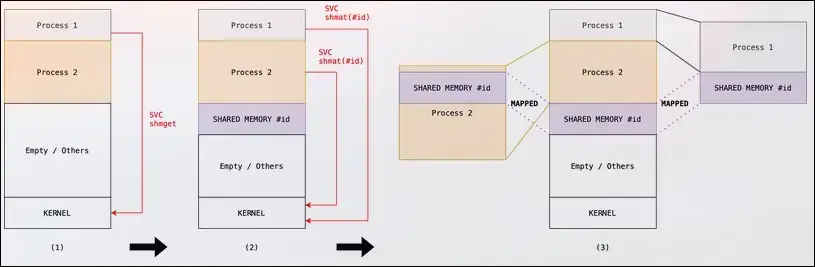 Process 1
Process 2
Empty / Others
KERNEL
SVC
shmget
(1)
SVC
shmat(#id)
SVC
shmat(#id)
Process 1
Process 2
SHARED MEMORY #id
Empty / Others
KERNEL
(2)
SHARED MEMORY #id
Process 2
MAPPED
Process 1
Process 2
SHARED MEMORY #id
Empty / Others
KERNEL
MAPPED
Process 1
SHARED MEMORY #id
(3)